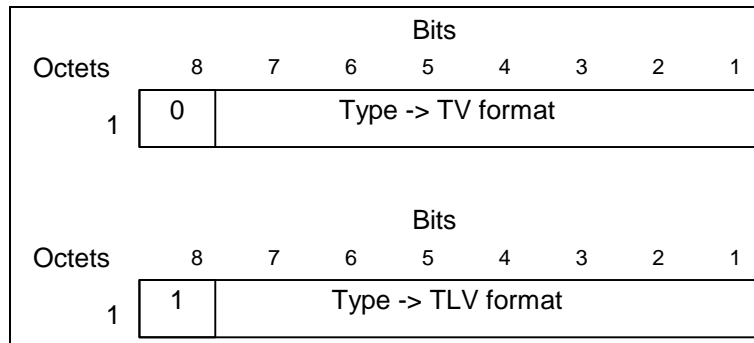 Bits
Octets 8 7 6 5 4 3 2 1
1 0 Type -> TV format
Bits
Octets 8 7 6 5 4 3 2 1
1 1 Type -> TLV format